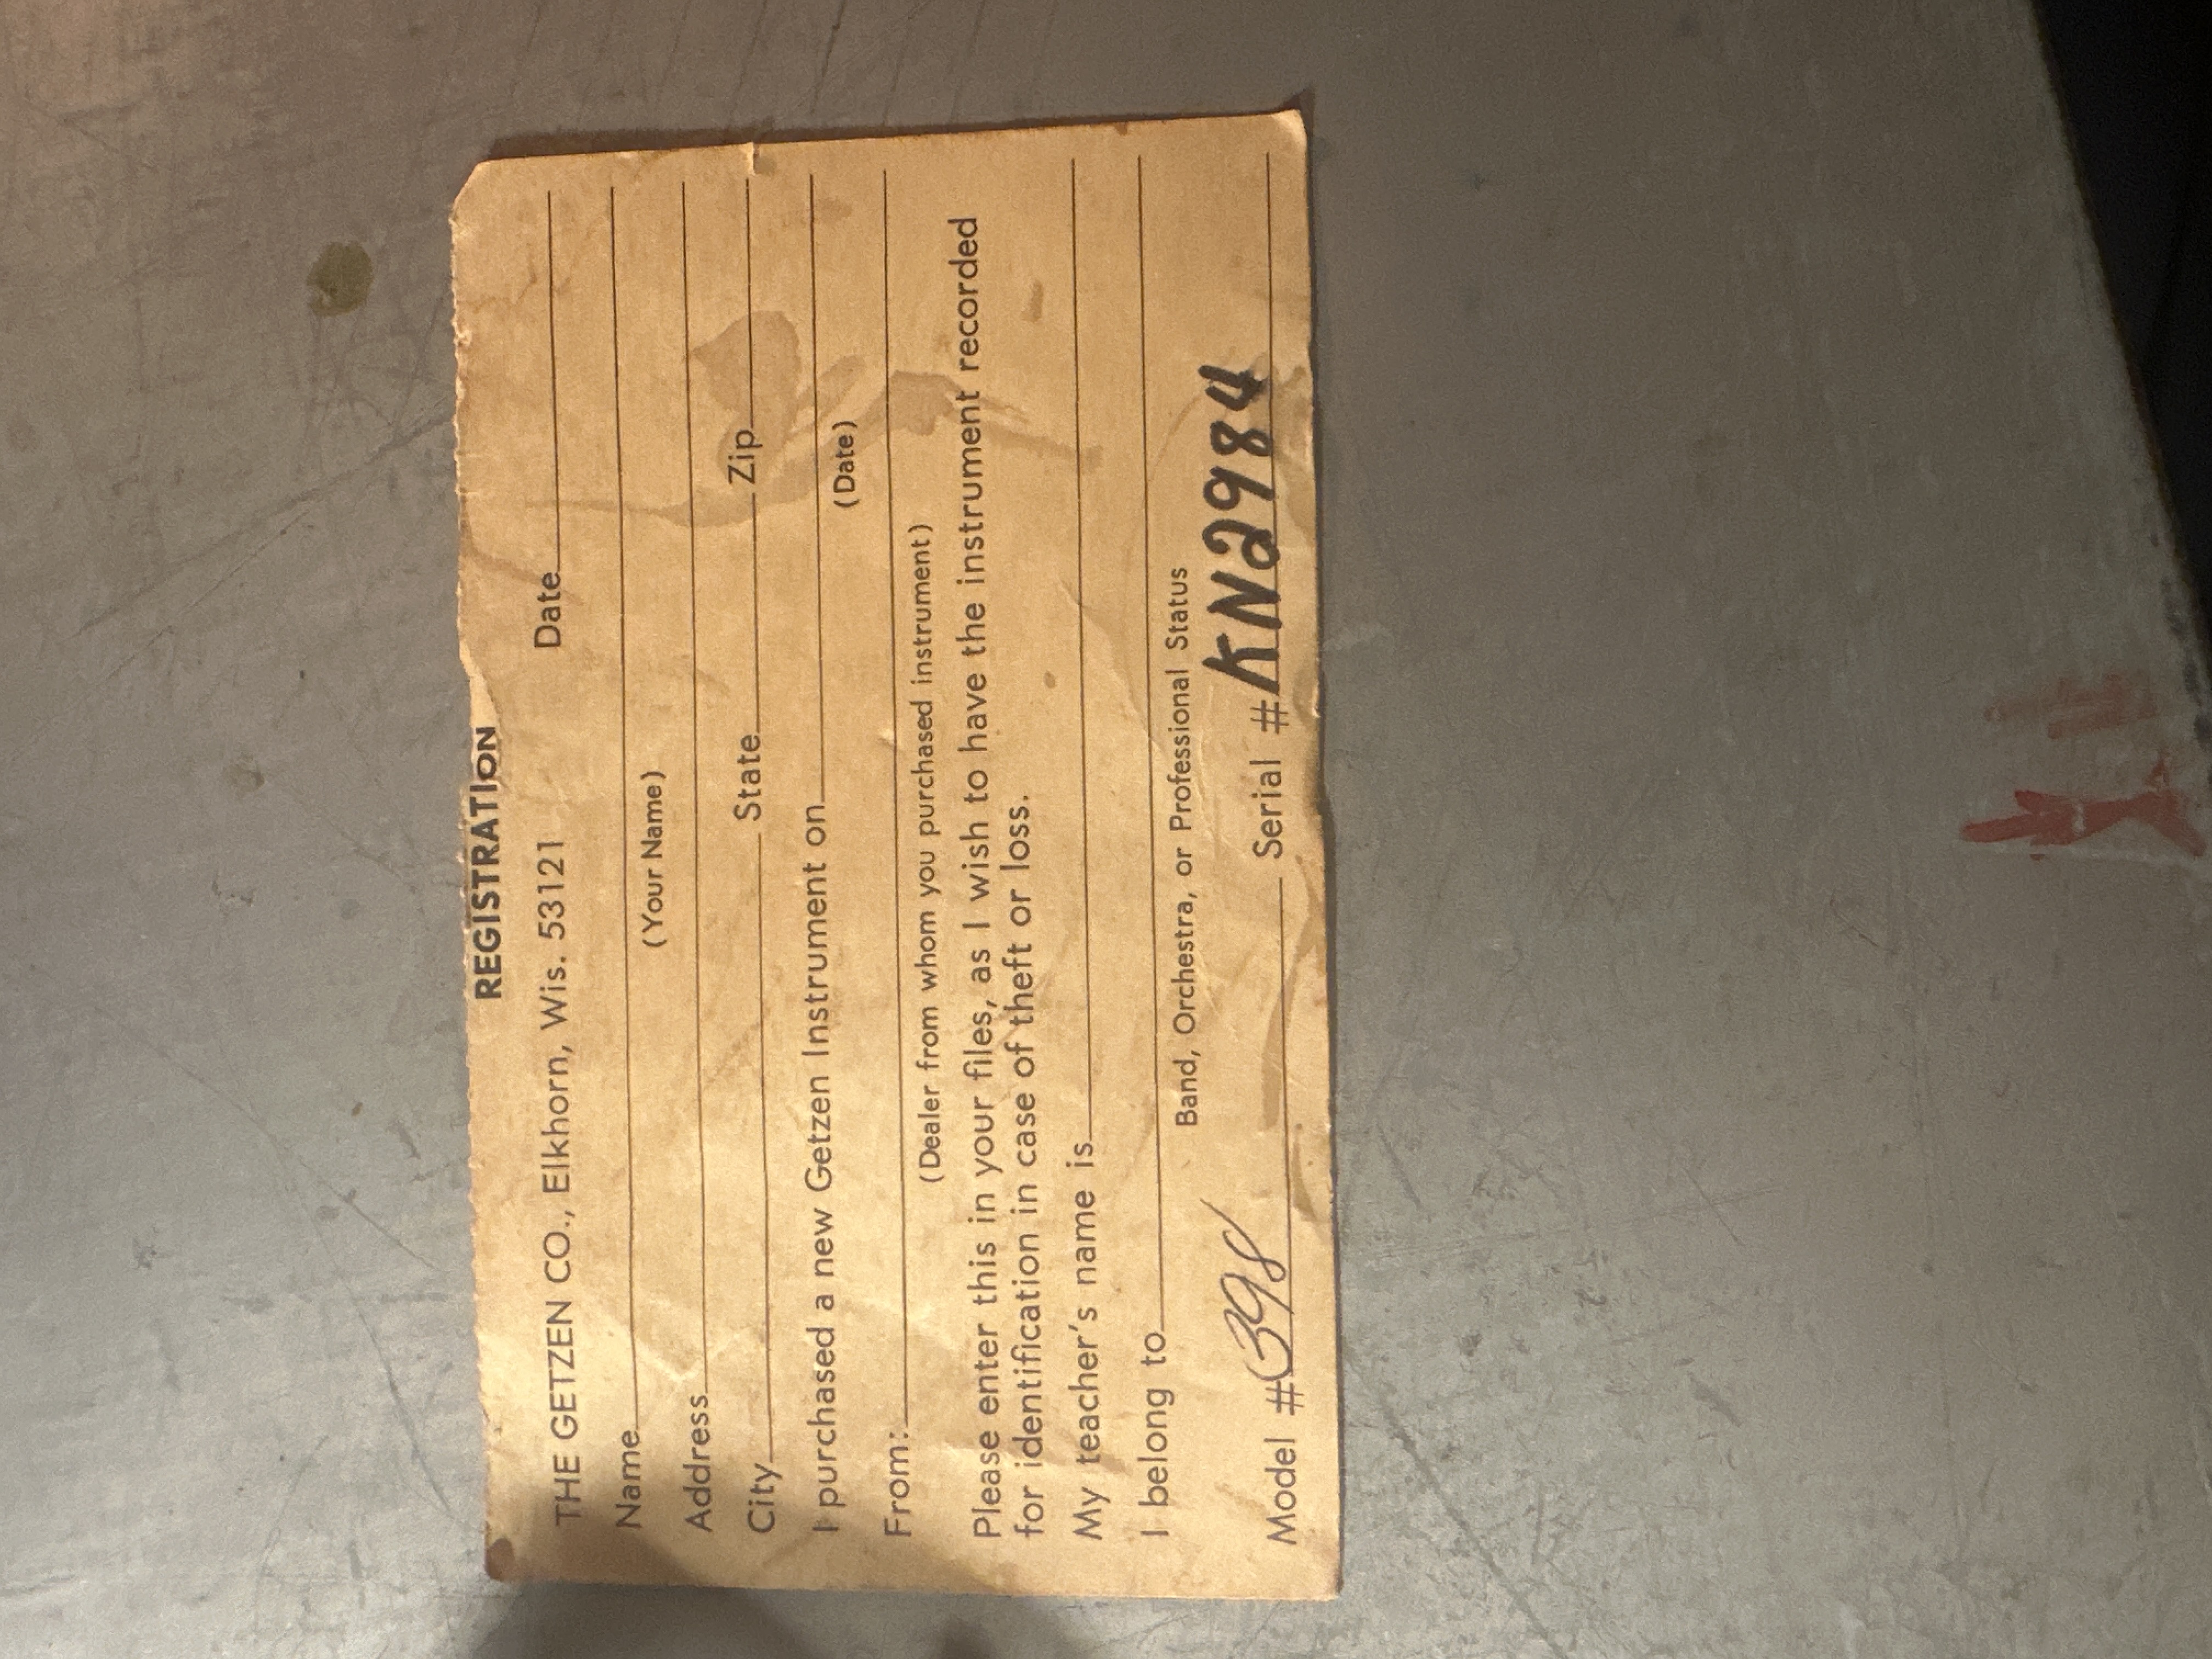 REGISTRATION
THE GETZEN CO., Elkhorn, Wis. 53121 Date
Name
(Your Name)
Address
City State Zip
I purchased a new Getzen Instrument on
(Date)
From:
(Dealer from whom you purchased instrument)
Please enter this in your files, as I wish to have the instrument recorded
for identification in case of theft or loss.
My teacher's name is
I belong to
Band, Orchestra, or Professional Status
Model # 398 Serial # KN2984